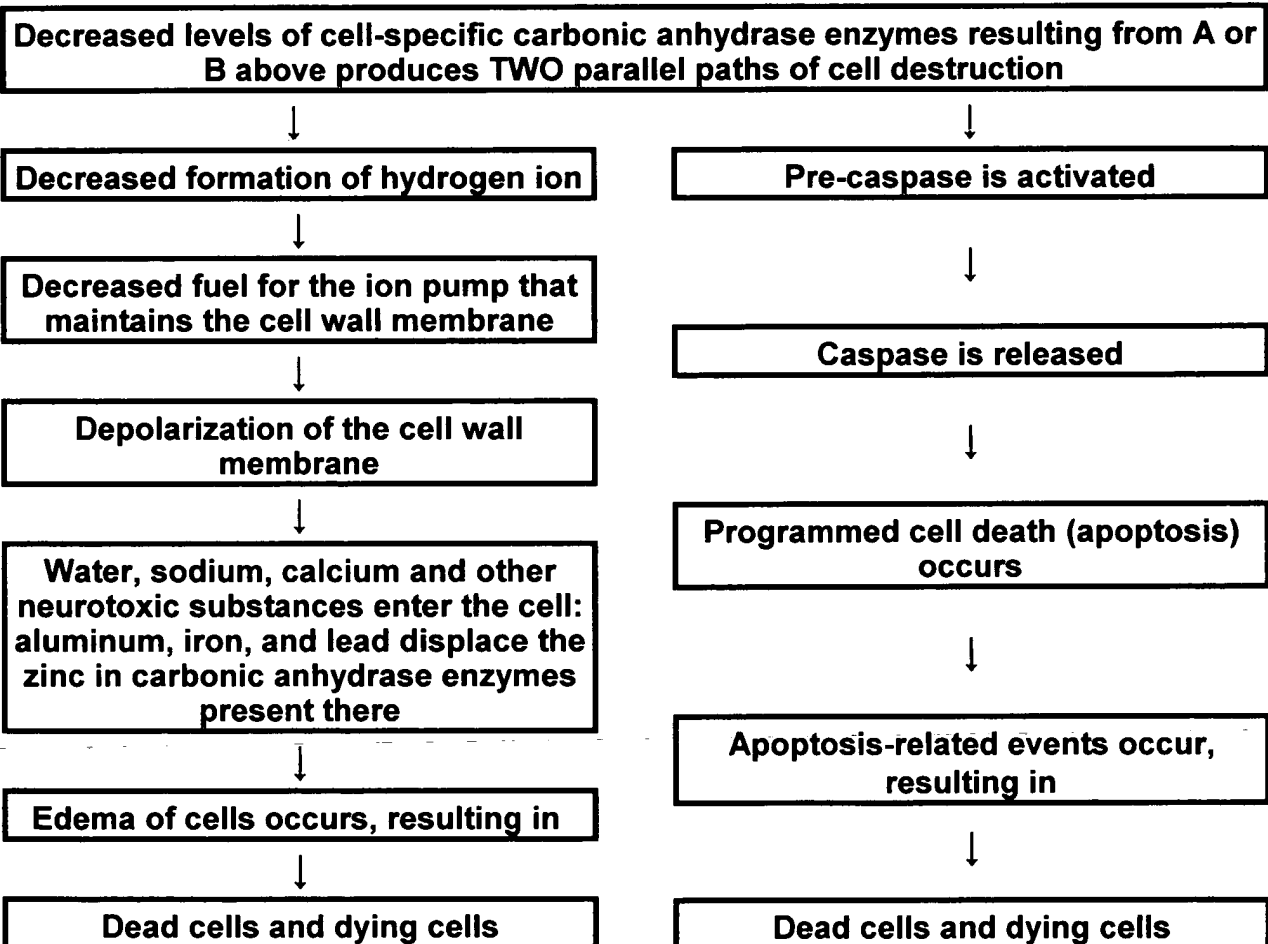 Decreased levels of cell-specific carbonic anhydrase enzymes resulting from A or
B above produces TWO parallel paths of cell destruction
Decreased formation of hydrogen ion
Decreased fuel for the ion pump that
maintains the cell wall membrane
Depolarization of the cell wall
membrane
Water, sodium, calcium and other
neurotoxic substances enter the cell:
aluminum, iron, and lead displace the
zinc in carbonic anhydrase enzymes
present there
Edema of cells occurs, resulting in
Dead cells and dying cells
Pre-caspase is activated
Caspase is released
Programmed cell death (apoptosis)
occurs
Apoptosis-related events occur,
resulting in
Dead cells and dying cells